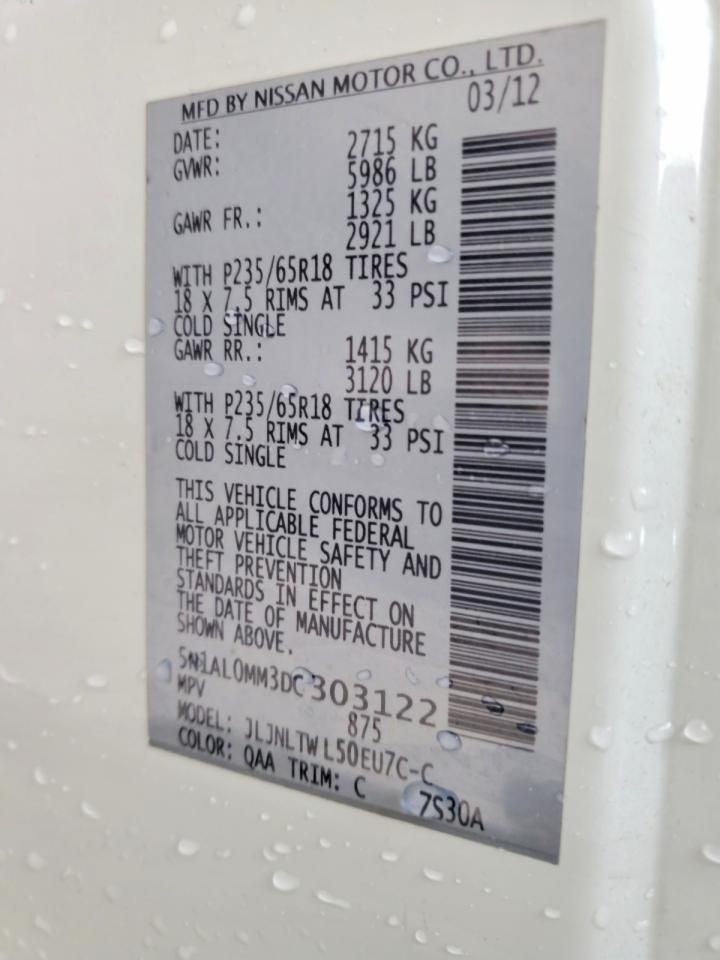 MFD BY NISSAN MOTOR CO., LTD.
DATE: 03/12
GVWR: 2715 KG
5986 LB
GAWR FR.: 1325 KG
2921 LB
WITH P235/65R18 TIRES
18 X 7.5 RIMS AT 33 PSI
COLD SINGLE
GAWR RR.: 1415 KG
3120 LB
WITH P235/65R18 TIRES
18 X 7.5 RIMS AT 33 PSI
COLD SINGLE
THIS VEHICLE CONFORMS TO
ALL APPLICABLE FEDERAL
MOTOR VEHICLE SAFETY AND
THEFT PREVENTION
STANDARDS IN EFFECT ON
THE DATE OF MANUFACTURE
SHOWN ABOVE.
5N1AL0MM3DC303122
MPV 875
MODEL: JLJNLTWL50EU7C-C
COLOR: QAA TRIM: C 7S30A